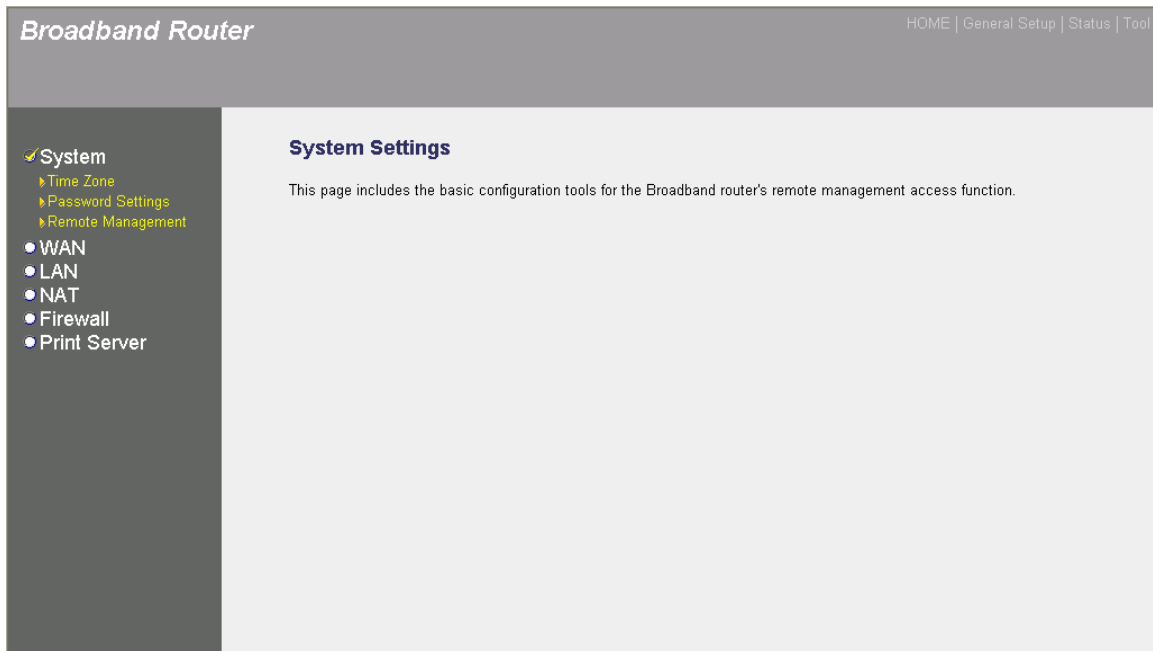 Broadband Router
HOME | General Setup | Status | Tool
System
Time Zone
Password Settings
Remote Management
WAN
LAN
NAT
Firewall
Print Server
System Settings
This page includes the basic configuration tools for the Broadband router's remote management access function.